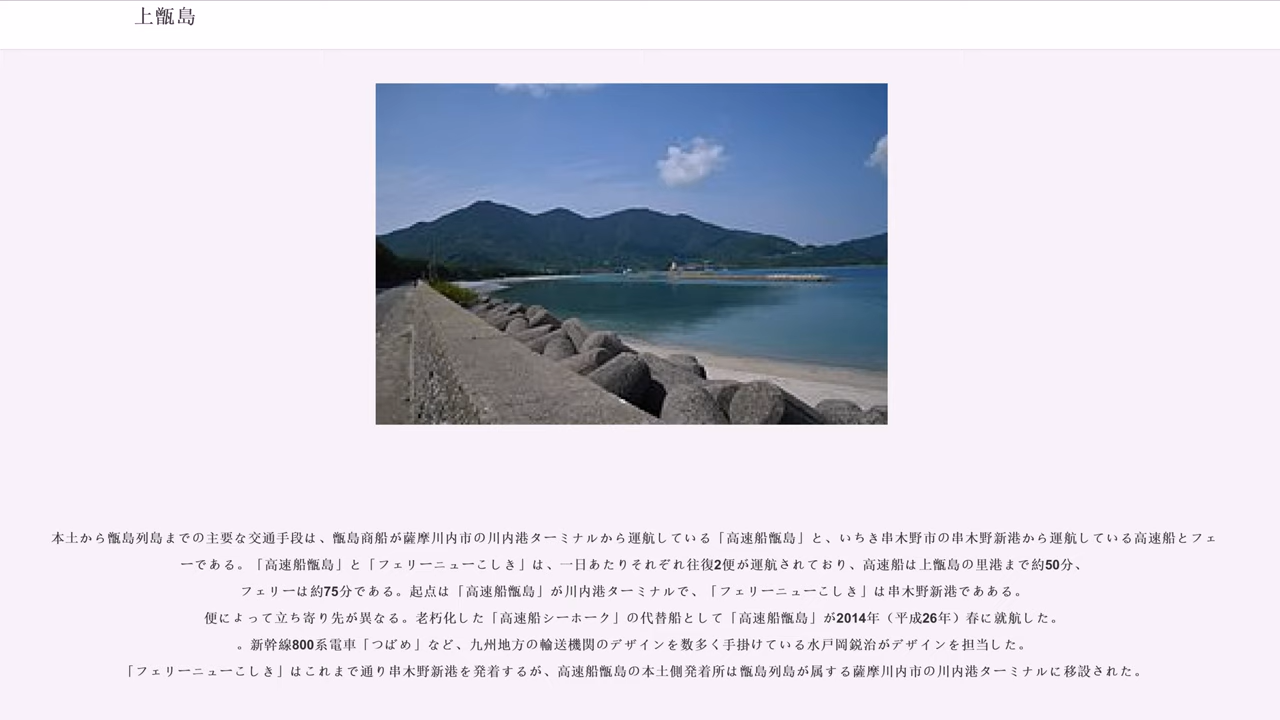 上甑島
本土から甑島列島までの主要な交通手段は、甑島商船が薩摩川内市の川内港ターミナルから運航している「高速船甑島」と、いちき串木野市の串木野新港から運航している高速船とフェ
ーである。「高速船甑島」と「フェリーニューこしき」は、一日あたりそれぞれ往復2便が運航されており、高速船は上甑島の里港まで約50分、
フェリーは約75分である。起点は「高速船甑島」が川内港ターミナルで、「フェリーニューこしき」は串木野新港であある。
便によって立ち寄り先が異なる。老朽化した「高速船シーホーク」の代替船として「高速船甑島」が2014年（平成26年）春に就航した。
。新幹線800系電車「つばめ」など、九州地方の輸送機関のデザインを数多く手掛けている水戸岡鋭治がデザインを担当した。
「フェリーニューこしき」はこれまで通り串木野新港を発着するが、高速船甑島の本土側発着所は甑島列島が属する薩摩川内市の川内港ターミナルに移設された。